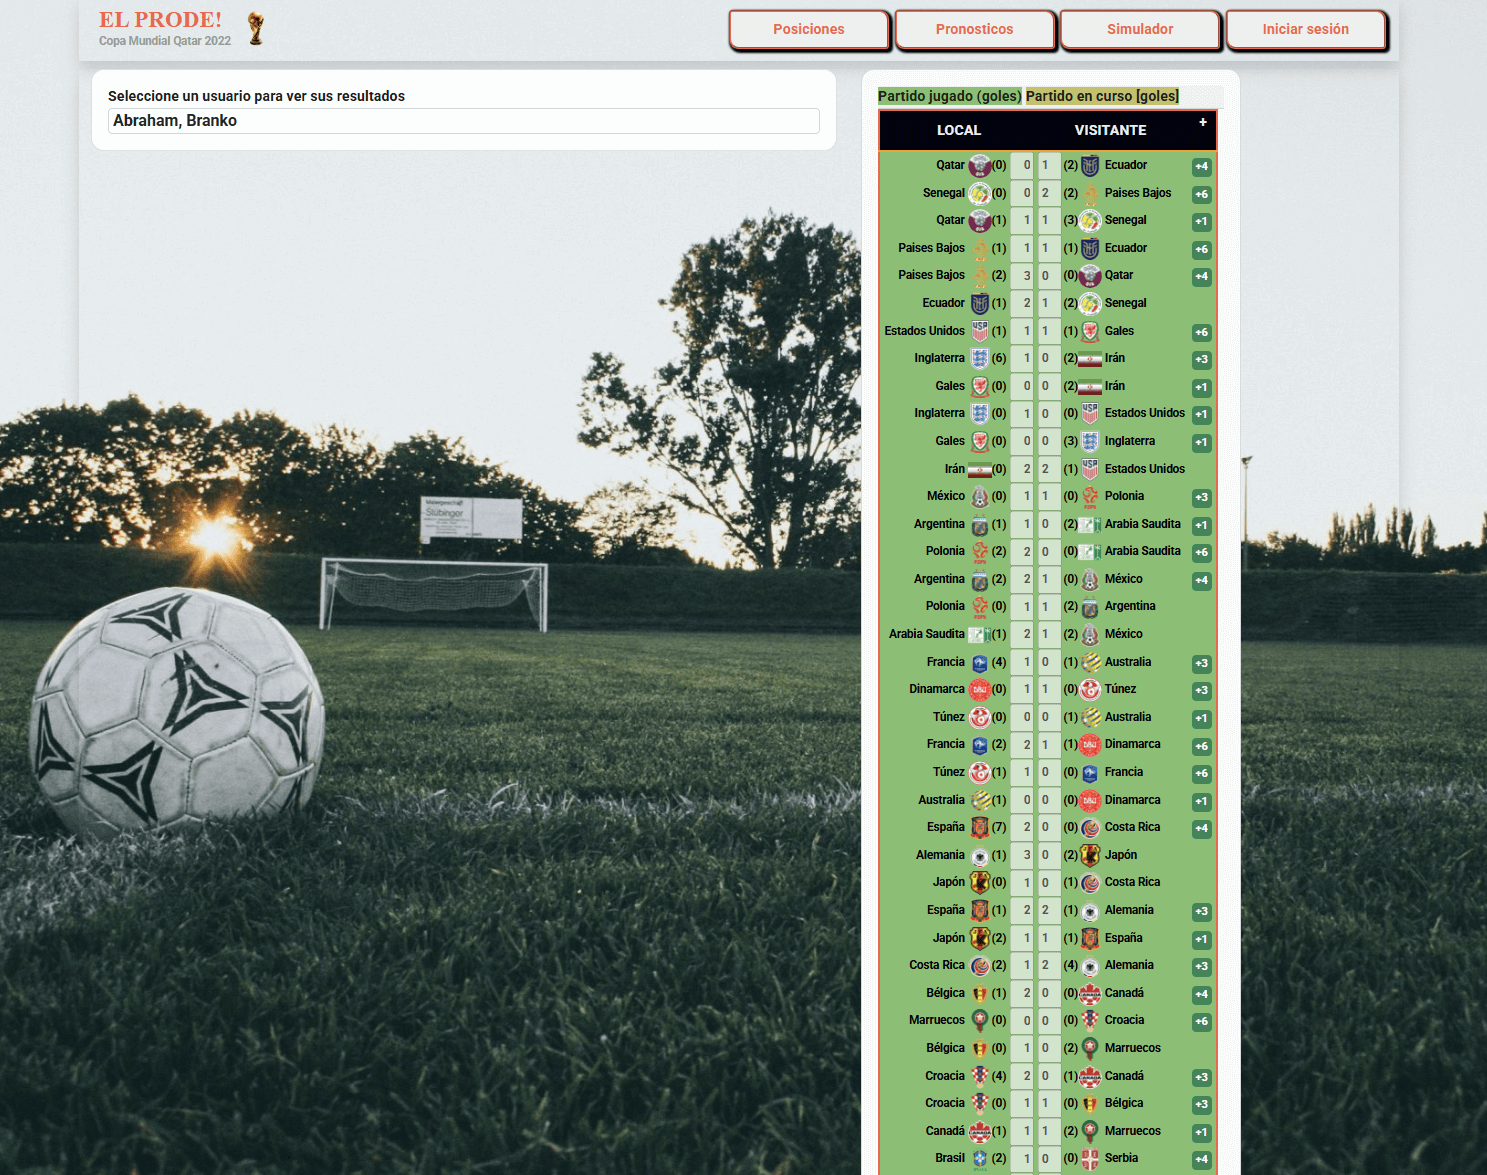 EL PRODE!
Copa Mundial Qatar 2022
Posiciones
Pronosticos
Simulador
Iniciar sesión
Seleccione un usuario para ver sus resultados
Abraham, Branko
Partido jugado (goles) Partido en curso [goles]
LOCAL VISITANTE +
Qatar (0) 0 1 (2) Ecuador +4
Senegal (0) 0 2 (2) Paises Bajos +6
Qatar (1) 1 1 (3) Senegal +1
Paises Bajos (1) 1 1 (1) Ecuador +6
Paises Bajos (2) 3 0 (0) Qatar +4
Ecuador (1) 2 1 (2) Senegal
Estados Unidos (1) 1 1 (1) Gales +6
Inglaterra (6) 1 0 (2) Irán +3
Gales (0) 0 0 (2) Irán +1
Inglaterra (0) 1 0 (0) Estados Unidos +1
Gales (0) 0 0 (3) Inglaterra +1
Irán (0) 2 2 (1) Estados Unidos
México (0) 1 1 (0) Polonia +3
Argentina (1) 1 0 (2) Arabia Saudita +1
Polonia (2) 2 0 (0) Arabia Saudita +6
Argentina (2) 2 1 (0) México +4
Polonia (0) 1 1 (2) Argentina
Arabia Saudita (1) 2 1 (2) México
Francia (4) 1 0 (1) Australia +3
Dinamarca (0) 1 1 (0) Túnez +3
Túnez (0) 0 0 (1) Australia +1
Francia (2) 2 1 (1) Dinamarca +6
Túnez (1) 1 0 (0) Francia +6
Australia (1) 0 0 (0) Dinamarca +1
España (7) 2 0 (0) Costa Rica +4
Alemania (1) 3 0 (2) Japón
Japón (0) 1 0 (1) Costa Rica
España (1) 2 2 (1) Alemania +3
Japón (2) 1 1 (1) España +1
Costa Rica (2) 1 2 (4) Alemania +3
Bélgica (1) 2 0 (0) Canadá +4
Marruecos (0) 0 0 (0) Croacia +6
Bélgica (0) 1 0 (2) Marruecos
Croacia (4) 2 0 (1) Canadá +3
Croacia (0) 1 1 (0) Bélgica +3
Canadá (1) 1 1 (2) Marruecos +1
Brasil (2) 1 0 (0) Serbia +4